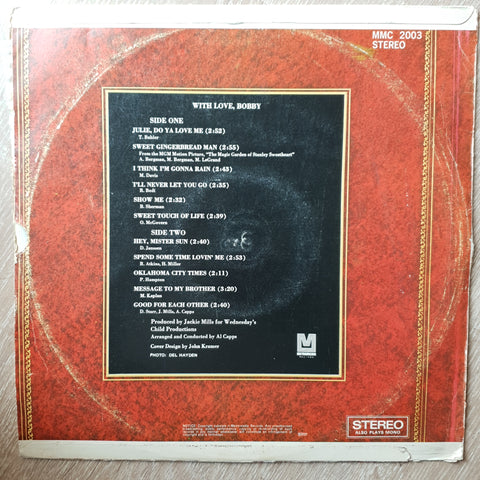 MMC 2003
STEREO
WITH LOVE, BOBBY
SIDE ONE
JULIE, DO YA LOVE ME (2:52)
T. Bahler
SWEET GINGERBREAD MAN (2:55)
From the MGM Motion Picture, "The Magic Garden of Stanley Sweetheart"
A. Bergman, M. Bergman, M. LeGrand
I THINK I'M GONNA RAIN (2:43)
M. Davis
I'LL NEVER LET YOU GO (2:35)
R. Bedi
SHOW ME (2:32)
B. Sherman
SWEET TOUCH OF LIFE (2:39)
O. McGovern
SIDE TWO
HEY, MISTER SUN (2:40)
D. Janssen
SPEND SOME TIME LOVIN' ME (2:53)
B. Atkins, H. Miller
OKLAHOMA CITY TIMES (2:11)
P. Hampton
MESSAGE TO MY BROTHER (3:20)
M. Kaplan
GOOD FOR EACH OTHER (2:40)
D. Starr, J. Mills, A. Capps
Produced by Jackie Mills for Wednesday's
Child Productions
Arranged and Conducted by Al Capps
Cover Design by John Kramer
PHOTO: DEL HAYDEN
M
METROMEDIA
RECORDS
STEREO
ALSO PLAYS MONO